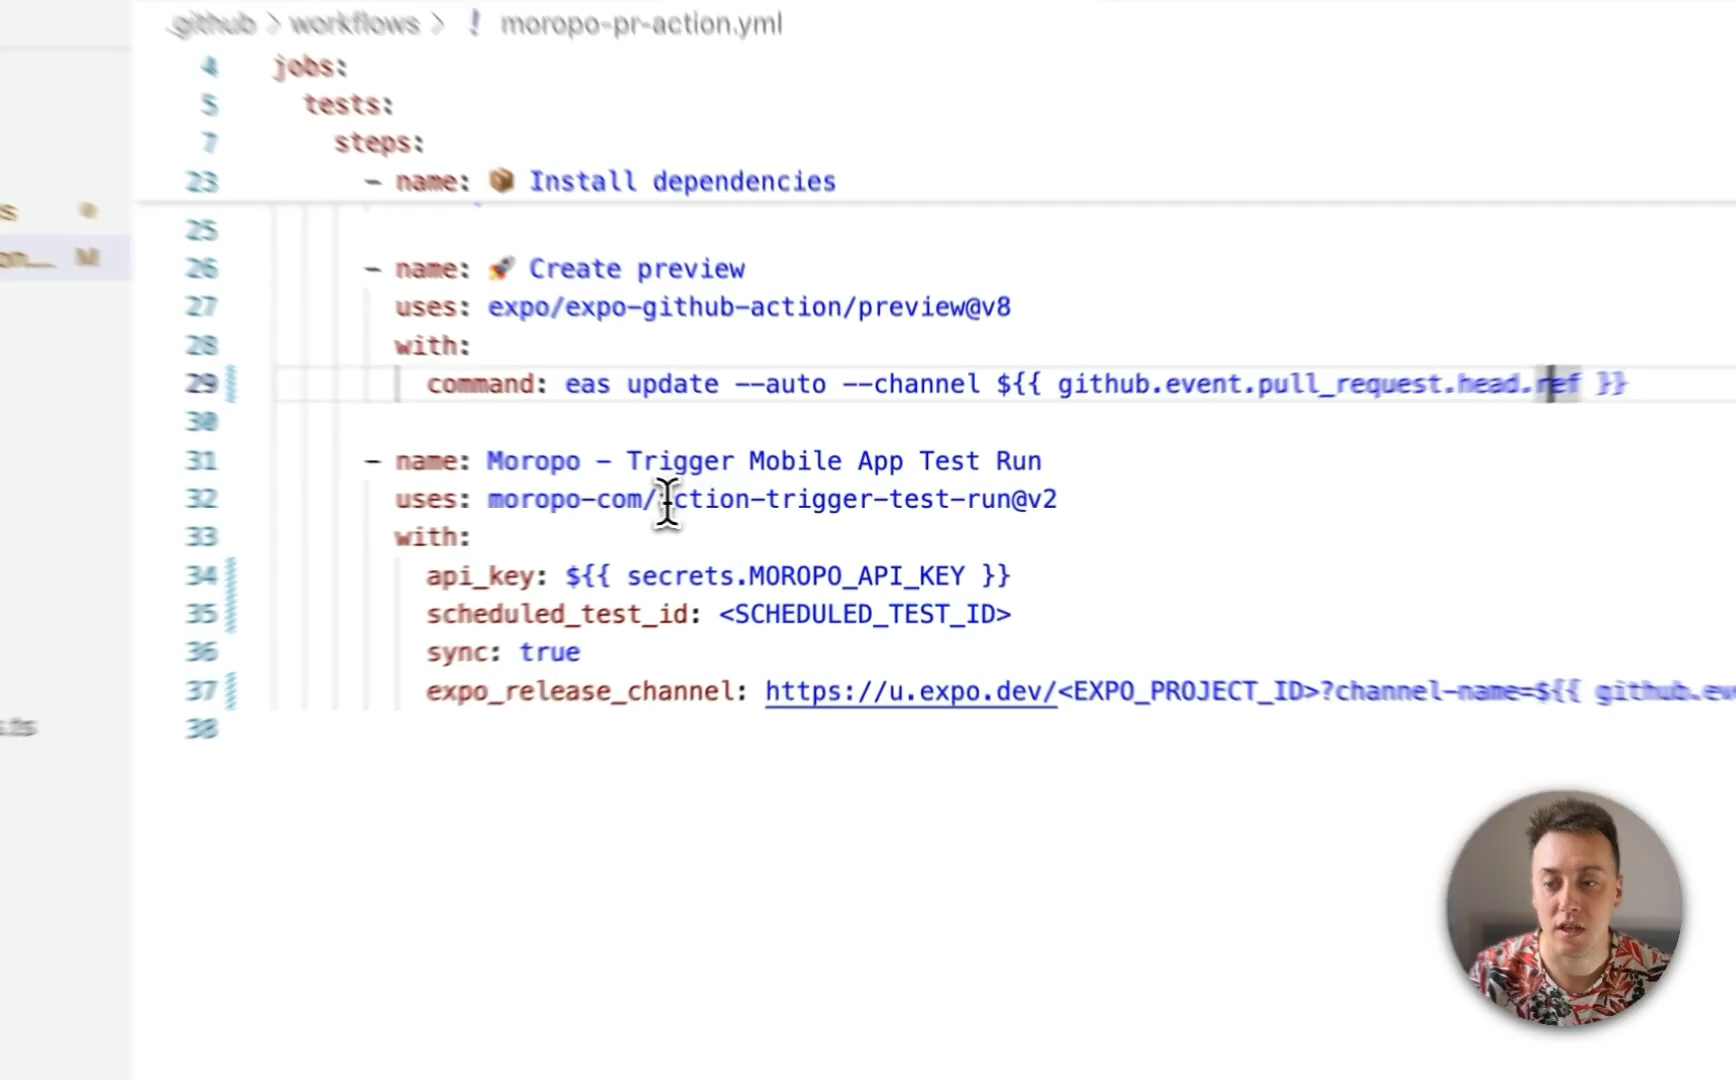 .github > workflows > ! moropo-pr-action.yml
4 jobs:
5 tests:
7 steps:
23 - name: 📦 Install dependencies
25
26 - name: 🚀 Create preview
27 uses: expo/expo-github-action/preview@v8
28 with:
29 command: eas update --auto --channel ${{ github.event.pull_request.head.ref }}
30
31 - name: Moropo - Trigger Mobile App Test Run
32 uses: moropo-com/action-trigger-test-run@v2
33 with:
34 api_key: ${{ secrets.MOROPO_API_KEY }}
35 scheduled_test_id: <SCHEDULED_TEST_ID>
36 sync: true
37 expo_release_channel: https://u.expo.dev/<EXPO_PROJECT_ID>?channel-name=${{ github.ev
38
M